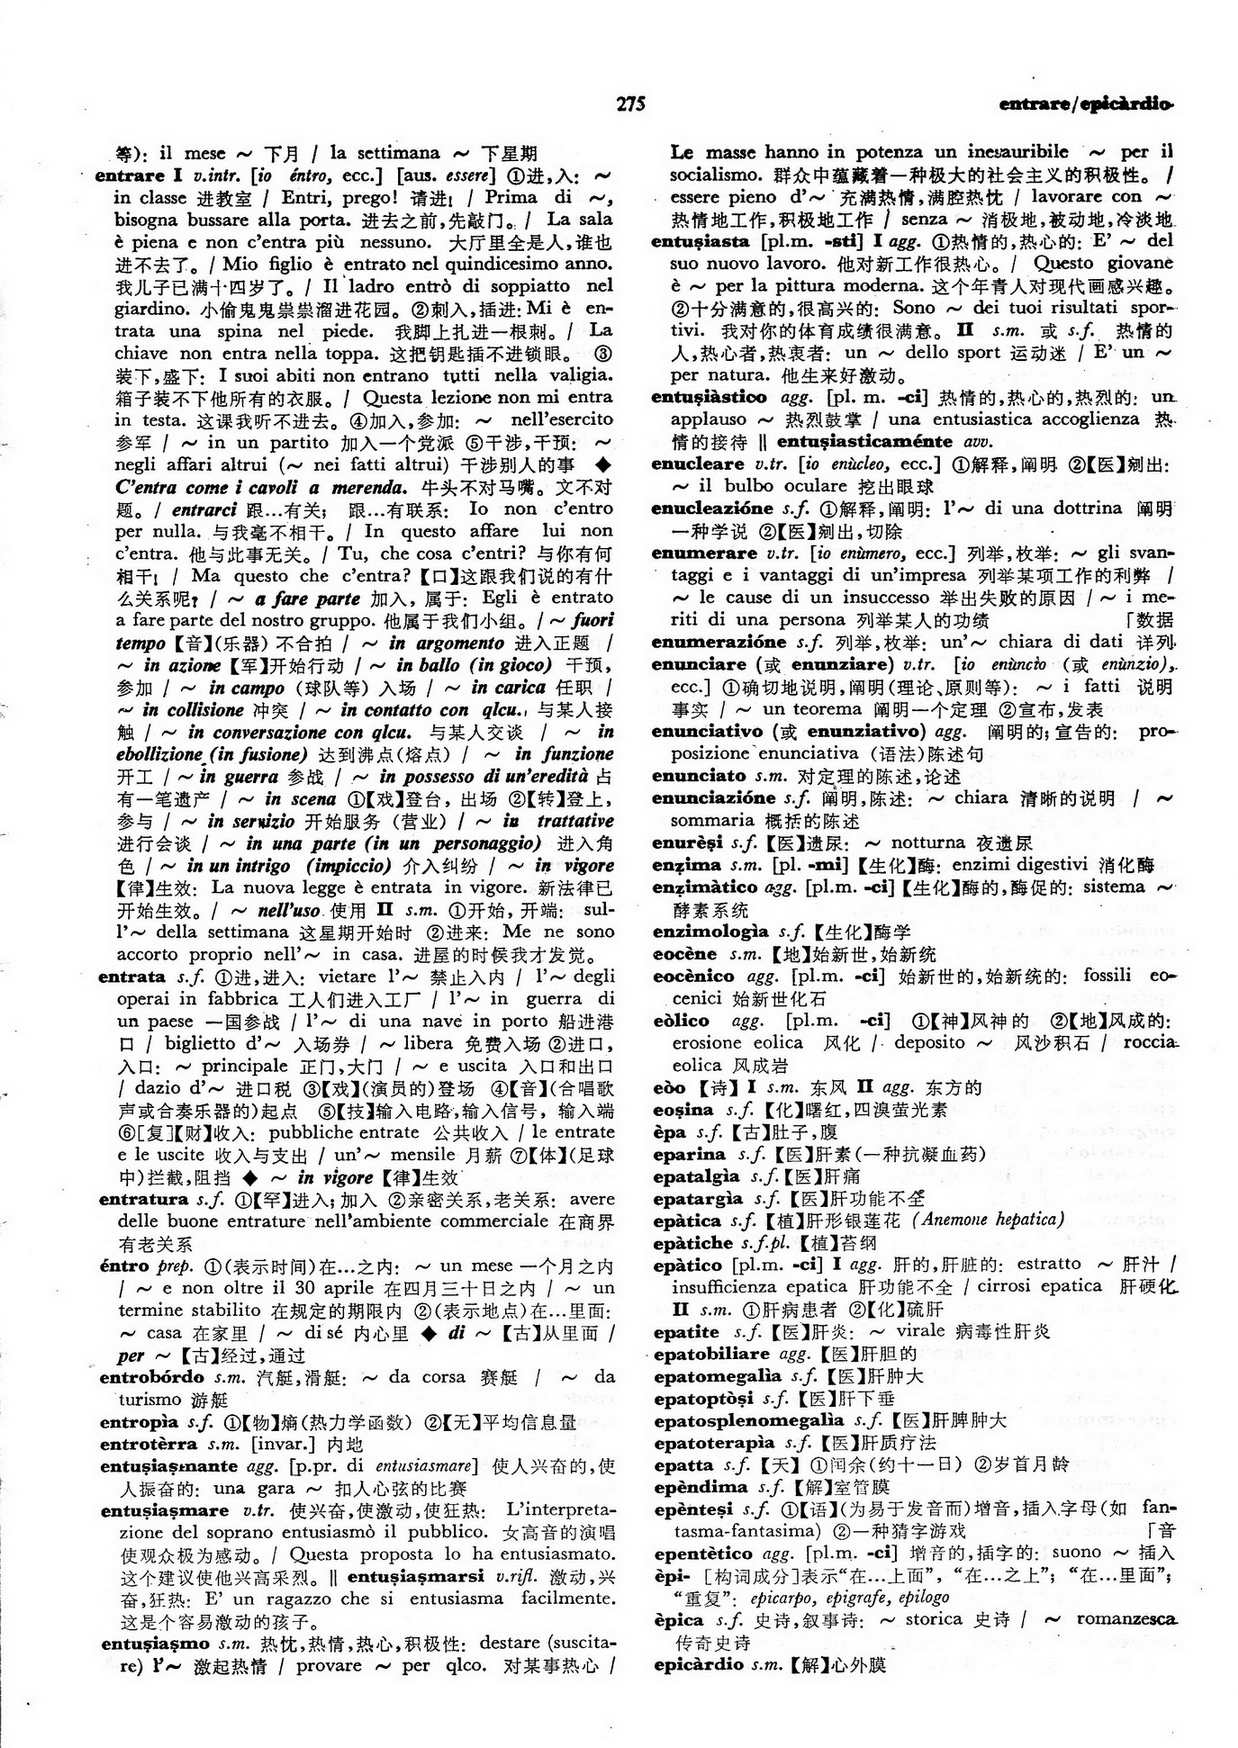 275
entrare/epicàrdio
等): il mese ～ 下月 / la settimana ～ 下星期
entrare I v.intr. [io éntro, ecc.] [aus. essere] ①进,入: ～
in classe 进教室 / Entri, prego! 请进! / Prima di ～,
bisogna bussare alla porta. 进去之前,先敲门。/ La sala
è piena e non c'entra più nessuno. 大厅里全是人,谁也
进不去了。/ Mio figlio è entrato nel quindicesimo anno.
我儿子已满十四岁了。/ Il ladro entrò di soppiatto nel
giardino. 小偷鬼鬼祟祟溜进花园。②刺入,插进: Mi è en-
trata una spina nel piede. 我脚上扎进一根刺。/ La
chiave non entra nella toppa. 这把钥匙插不进锁眼。 ③
装下,盛下: I suoi abiti non entrano tutti nella valigia.
箱子装不下他所有的衣服。/ Questa lezione non mi entra
in testa. 这课我听不进去。④加入,参加: ～ nell'esercito
参军 / ～ in un partito 加入一个党派 ⑤干涉,干预: ～
negli affari altrui (～ nei fatti altrui) 干涉别人的事 ◆
C'entra come i cavoli a merenda. 牛头不对马嘴。文不对
题。/ entrarci 跟…有关; 跟…有联系: Io non c'entro
per nulla. 与我毫不相干。/ In questo affare lui non
c'entra. 他与此事无关。/ Tu, che cosa c'entri? 与你有何
相干! / Ma questo che c'entra?【口】这跟我们说的有什
么关系呢? / ～ a fare parte 加入, 属于: Egli è entrato
a fare parte del nostro gruppo. 他属于我们小组。/ ～ fuori
tempo【音】(乐器) 不合拍 / ～ in argomento 进入正题 /
～ in azione【军】开始行动 / ～ in ballo (in gioco) 干预,
参加 / ～ in campo (球队等) 入场 / ～ in carica 任职 /
～ in collisione 冲突 / ～ in contatto con qlcu. 与某人接
触 / ～ in conversazione con qlcu. 与某人交谈 / ～ in
ebollizione (in fusione) 达到沸点(熔点) / ～ in funzione
开工 / ～ in guerra 参战 / ～ in possesso di un'eredità 占
有一笔遗产 / ～ in scena ①【戏】登台, 出场 ②【转】登上,
参与 / ～ in servizio 开始服务 (营业) / ～ in trattative
进行会谈 / ～ in una parte (in un personaggio) 进入角
色 / ～ in un intrigo (impiccio) 介入纠纷 / ～ in vigore
【律】生效: La nuova legge è entrata in vigore. 新法律已
开始生效。/ ～ nell'uso 使用 II s.m. ①开始, 开端: sul-
l'～ della settimana 这星期开始时 ②进来: Me ne sono
accorto proprio nell'～ in casa. 进屋的时候我才发觉。
entrata s.f. ①进,进入: vietare l'～ 禁止入内 / l'～ degli
operai in fabbrica 工人们进入工厂 / l'～ in guerra di
un paese 一国参战 / l'～ di una nave in porto 船进港
口 / biglietto d'～ 入场券 / ～ libera 免费入场 ②进口,
入口: ～ principale 正门,大门 / ～ e uscita 入口和出口
/ dazio d'～ 进口税 ③【戏】(演员的)登场 ④【音】(合唱歌
声或合奏乐器的)起点 ⑤【技】输入电路,输入信号, 输入端
⑥[复]【财】收入: pubbliche entrate 公共收入 / le entrate
e le uscite 收入与支出 / un'～ mensile 月薪 ⑦【体】(足球
中)拦截,阻挡 ◆ ～ in vigore【律】生效
entratura s.f. ①【罕】进入;加入 ②亲密关系,老关系: avere
delle buone entrature nell'ambiente commerciale 在商界
有老关系
éntro prep. ①(表示时间)在…之内: ～ un mese 一个月之内
/ ～ e non oltre il 30 aprile 在四月三十日之内 / ～ un
termine stabilito 在规定的期限内 ②(表示地点)在…里面:
～ casa 在家里 / ～ di sé 内心里 ◆ di ～【古】从里面 /
per ～【古】经过,通过
entrobórdo s.m. 汽艇,滑艇: ～ da corsa 赛艇 / ～ da
turismo 游艇
entropìa s.f. ①【物】熵(热力学函数) ②【无】平均信息量
entrotèrra s.m. [invar.] 内地
entuṣiaṣmante agg. [p.pr. di entusiasmare] 使人兴奋的,使
人振奋的: una gara ～ 扣人心弦的比赛
entuṣiaṣmare v.tr. 使兴奋,使激动,使狂热: L'interpreta-
zione del soprano entusiasmò il pubblico. 女高音的演唱
使观众极为感动。/ Questa proposta lo ha entusiasmato.
这个建议使他兴高采烈。‖ entuṣiaṣmarsi v.rifl. 激动,兴
奋,狂热: E' un ragazzo che si entusiasma facilmente.
这是个容易激动的孩子。
entuṣiaṣmo s.m. 热忱,热情,热心,积极性: destare (suscita-
re) l'～ 激起热情 / provare ～ per qlco. 对某事热心 /
Le masse hanno in potenza un inesauribile ～ per il
socialismo. 群众中蕴藏着一种极大的社会主义的积极性。/
essere pieno d'～ 充满热情,满腔热忱 / lavorare con ～
热情地工作,积极地工作 / senza ～ 消极地,被动地,冷淡地
entuṣiasta [pl.m. -sti] I agg. ①热情的,热心的: E' ～ del
suo nuovo lavoro. 他对新工作很热心。/ Questo giovane
è ～ per la pittura moderna. 这个年青人对现代画感兴趣。
②十分满意的,很高兴的: Sono ～ dei tuoi risultati spor-
tivi. 我对你的体育成绩很满意。II s.m. 或 s.f. 热情的
人,热心者,热衷者: un ～ dello sport 运动迷 / E' un ～
per natura. 他生来好激动。
entuṣiàstico agg. [pl. m. -ci] 热情的,热心的,热烈的: un
applauso ～ 热烈鼓掌 / una entusiastica accoglienza 热
情的接待 ‖ entuṣiasticaménte avv.
enucleare v.tr. [io enùcleo, ecc.] ①解释,阐明 ②【医】剜出:
～ il bulbo oculare 挖出眼球
enucleazióne s.f. ①解释,阐明: l'～ di una dottrina 阐明
一种学说 ②【医】剜出,切除
enumerare v.tr. [io enùmero, ecc.] 列举,枚举: ～ gli svan-
taggi e i vantaggi di un'impresa 列举某项工作的利弊 /
～ le cause di un insuccesso 举出失败的原因 / ～ i me-
riti di una persona 列举某人的功绩 「数据
enumerazióne s.f. 列举,枚举: un'～ chiara di dati 详列
enunciare (或 enunziare) v.tr. [io enùncio (或 enùnzio),
ecc.] ①确切地说明,阐明(理论、原则等): ～ i fatti 说明
事实 / ～ un teorema 阐明一个定理 ②宣布,发表
enunciativo (或 enunziativo) agg. 阐明的;宣告的: pro-
posizione enunciativa (语法)陈述句
enunciato s.m. 对定理的陈述,论述
enunciazióne s.f. 阐明,陈述: ～ chiara 清晰的说明 / ～
sommaria 概括的陈述
enurèṣi s.f.【医】遗尿: ～ notturna 夜遗尿
enẓima s.m. [pl. -mi]【生化】酶: enzimi digestivi 消化酶
enẓimàtico agg. [pl.m. -ci]【生化】酶的,酶促的: sistema ～
酵素系统
enzimologìa s.f.【生化】酶学
eocène s.m.【地】始新世,始新统
eocènico agg. [pl.m. -ci] 始新世的,始新统的: fossili eo-
cenici 始新世化石
eòlico agg. [pl.m. -ci] ①【神】风神的 ②【地】风成的:
erosione eolica 风化 / deposito ～ 风沙积石 / roccia
eolica 风成岩
eòo【诗】I s.m. 东风 II agg. 东方的
eoṣina s.f.【化】曙红,四溴萤光素
èpa s.f.【古】肚子,腹
eparina s.f.【医】肝素(一种抗凝血药)
epatalgìa s.f.【医】肝痛
epatargìa s.f.【医】肝功能不全
epàtica s.f.【植】肝形银莲花 (Anemone hepatica)
epàtiche s.f.pl.【植】苔纲
epàtico [pl.m. -ci] I agg. 肝的,肝脏的: estratto ～ 肝汁 /
insufficienza epatica 肝功能不全 / cirrosi epatica 肝硬化
II s.m. ①肝病患者 ②【化】硫肝
epatite s.f.【医】肝炎: ～ virale 病毒性肝炎
epatobiliare agg.【医】肝胆的
epatomegalìa s.f.【医】肝肿大
epatoptòṣi s.f.【医】肝下垂
epatosplenomegalìa s.f.【医】肝脾肿大
epatoterapìa s.f.【医】肝质疗法
epatta s.f.【天】①闰余(约十一日) ②岁首月龄
epèndima s.f.【解】室管膜
epènteṣi s.f. ①【语】(为易于发音而)增音,插入字母(如 fan-
tasma-fantasima) ②一种猜字游戏 「音
epentètico agg. [pl.m. -ci] 增音的,插字的: suono ～ 插入
èpi- [构词成分]表示“在…上面”, “在…之上”; “在…里面”;
“重复”: epicarpo, epigrafe, epilogo
èpica s.f. 史诗,叙事诗: ～ storica 史诗 / ～ romanzesca
传奇史诗
epicàrdio s.m.【解】心外膜